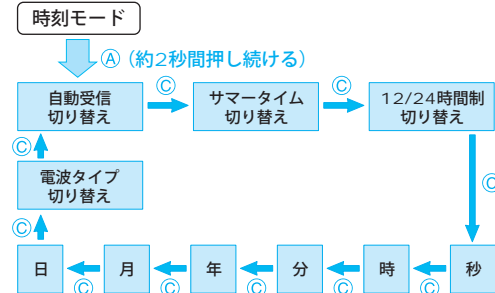 時刻モード
Ⓐ（約2秒間押し続ける）
自動受信
切り替え
Ⓒ
サマータイム
切り替え
Ⓒ
12/24時間制
切り替え
Ⓒ
Ⓒ
電波タイプ
切り替え
Ⓒ
日
Ⓒ
月
Ⓒ
年
Ⓒ
分
Ⓒ
時
Ⓒ
秒